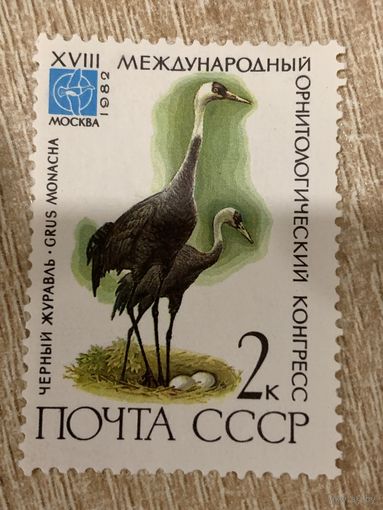 XVIII МЕЖДУНАРОДНЫЙ
ОРНИТОЛОГИЧЕСКИЙ КОНГРЕСС
МОСКВА
1982
ЧЕРНЫЙ ЖУРАВЛЬ · GRUS MONACHA
2к
ПОЧТА СССР